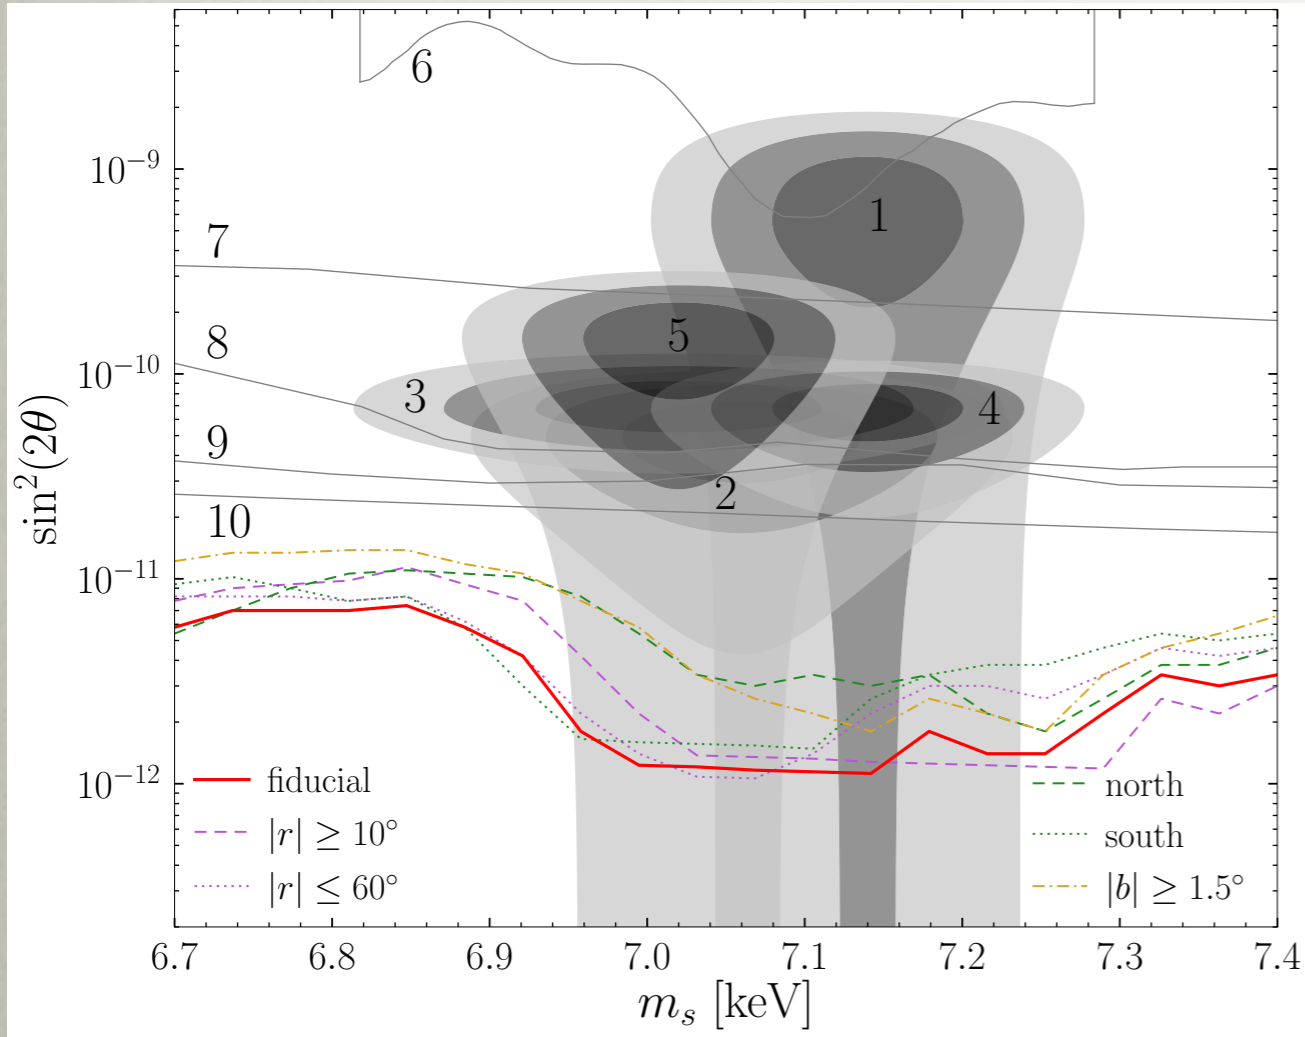 6
10⁻⁹
1
7
8
5
10⁻¹⁰
3
4
9
2
10
10⁻¹¹
10⁻¹²
sin²(2θ)
fiducial
|r| ≥ 10°
|r| ≤ 60°
north
south
|b| ≥ 1.5°
6.7 6.8 6.9 7.0 7.1 7.2 7.3 7.4
mₛ [keV]